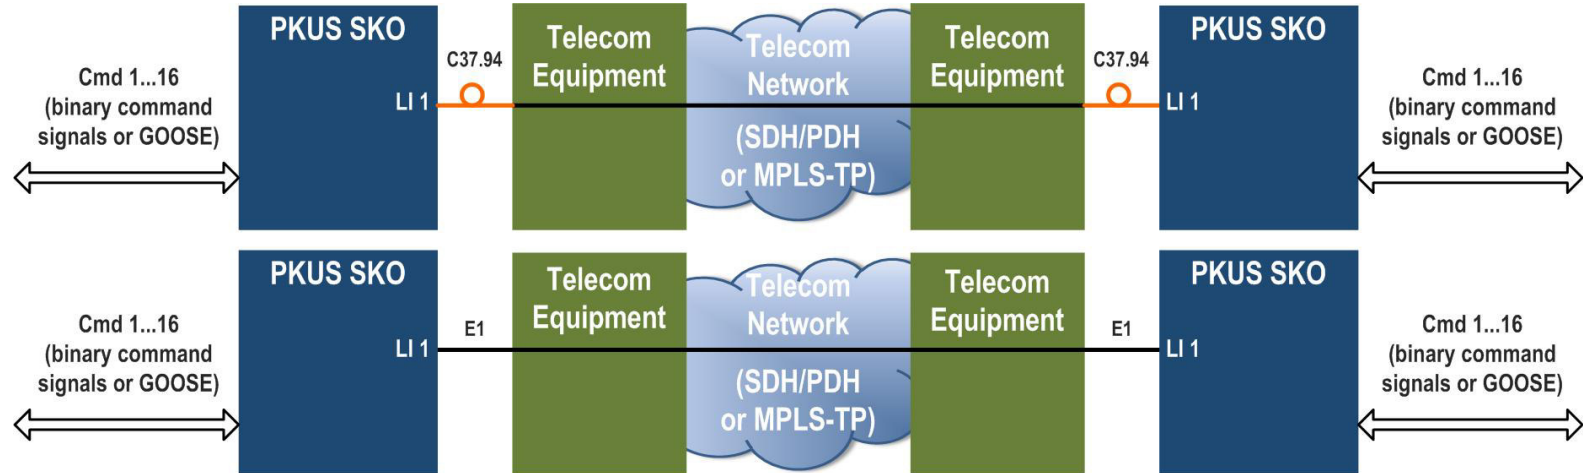 PKUS SKO
Telecom
Equipment
Telecom
Network
(SDH/PDH
or MPLS-TP)
Telecom
Equipment
PKUS SKO
C37.94
C37.94
Cmd 1...16
(binary command
signals or GOOSE)
LI 1
LI 1
Cmd 1...16
(binary command
signals or GOOSE)
PKUS SKO
Telecom
Equipment
Telecom
Network
(SDH/PDH
or MPLS-TP)
Telecom
Equipment
PKUS SKO
E1
E1
Cmd 1...16
(binary command
signals or GOOSE)
LI 1
LI 1
Cmd 1...16
(binary command
signals or GOOSE)